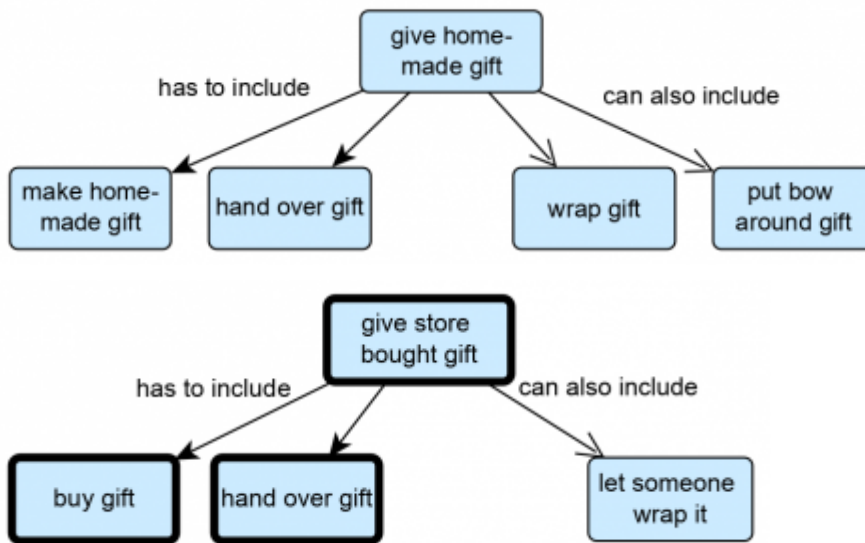 give home-
made gift
has to include
can also include
make home-
made gift
hand over gift
wrap gift
put bow
around gift
give store
bought gift
has to include
can also include
buy gift
hand over gift
let someone
wrap it